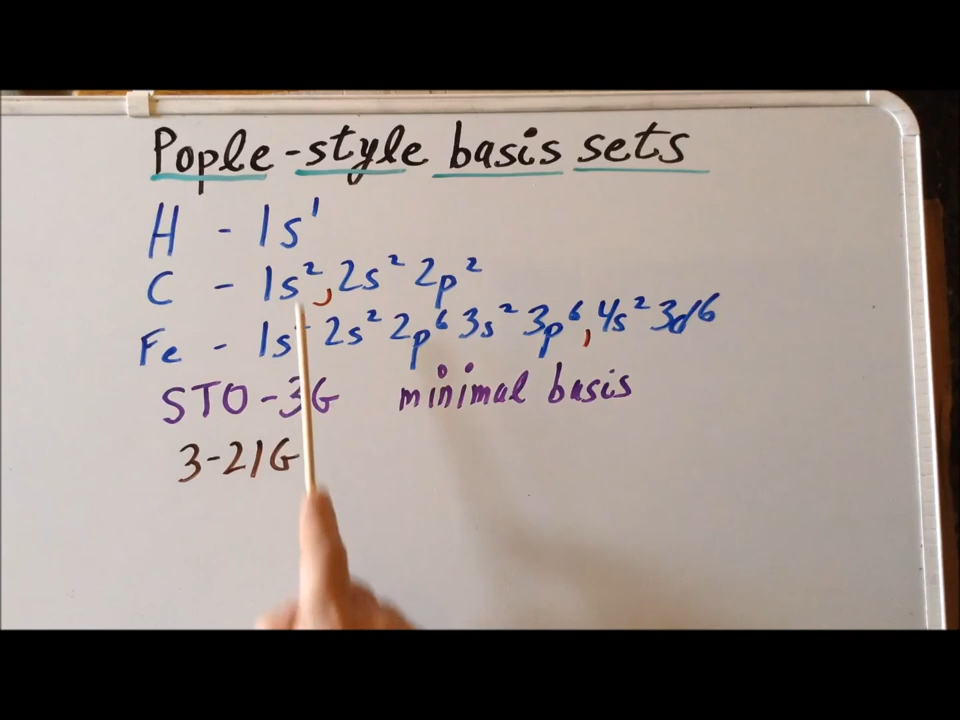 Pople-style basis sets
H - 1s¹
C - 1s², 2s² 2p²
Fe - 1s² 2s² 2p⁶ 3s² 3p⁶, 4s² 3d⁶
STO-3G minimal basis
3-21G